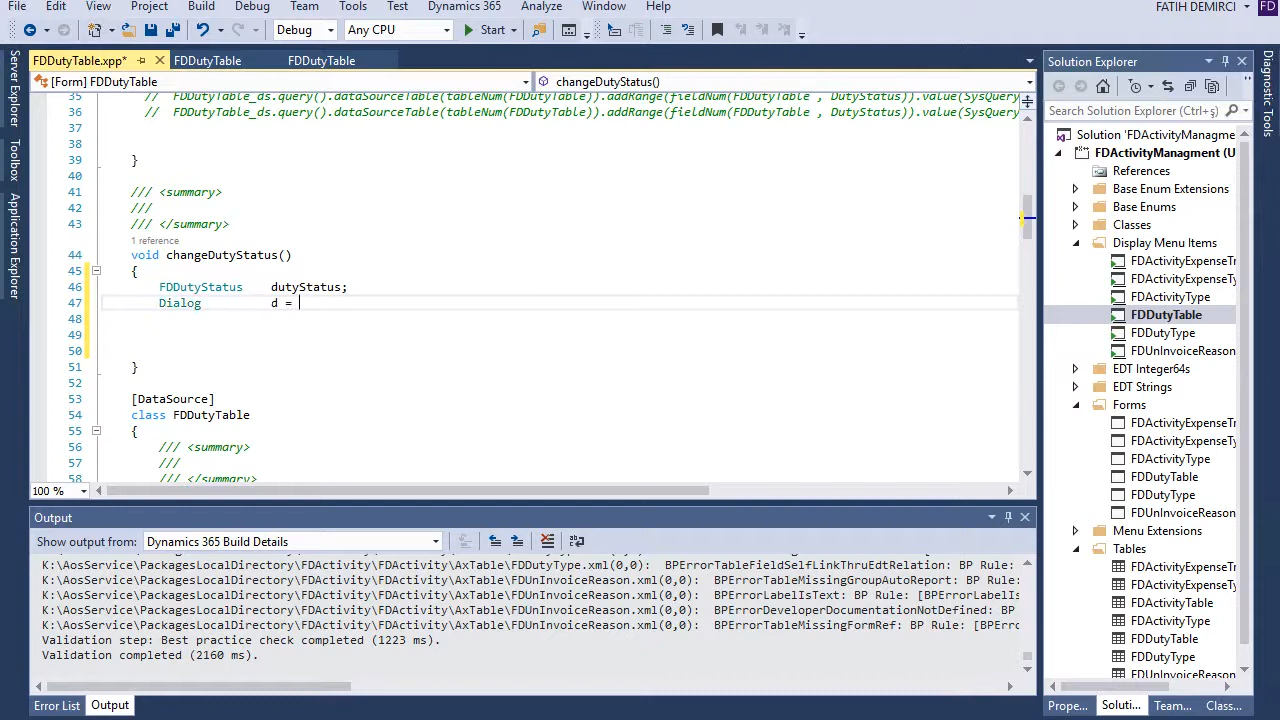 File Edit View Project Build Debug Team Tools Test Dynamics 365 Analyze Window Help FATIH DEMIRCI FD
Debug Any CPU Start
FDDutyTable.xpp* FDDutyTable FDDutyTable
[Form] FDDutyTable changeDutyStatus()
35 // FDDutyTable_ds.query().dataSourceTable(tableNum(FDDutyTable)).addRange(fieldNum(FDDutyTable , DutyStatus)).value(SysQuery
36 // FDDutyTable_ds.query().dataSourceTable(tableNum(FDDutyTable)).addRange(fieldNum(FDDutyTable , DutyStatus)).value(SysQuery
37
38
39 }
40
41 /// <summary>
42 ///
43 /// </summary>
1 reference
44 void changeDutyStatus()
45 {
46 FDDutyStatus dutyStatus;
47 Dialog d =
48
49
50
51 }
52
53 [DataSource]
54 class FDDutyTable
55 {
56 /// <summary>
57 ///
58 /// </summary>
100 %
Output
Show output from: Dynamics 365 Build Details
K:\AosService\PackagesLocalDirectory\FDActivity\FDActivity\AxTable\FDDutyType.xml(0,0): BPErrorTableFieldSelfLinkThruEdtRelation: BP Rule:
K:\AosService\PackagesLocalDirectory\FDActivity\FDActivity\AxTable\FDUnInvoiceReason.xml(0,0): BPErrorTableMissingGroupAutoReport: BP Rule:
K:\AosService\PackagesLocalDirectory\FDActivity\FDActivity\AxTable\FDUnInvoiceReason.xml(0,0): BPErrorLabelIsText: BP Rule: [BPErrorLabelIs
K:\AosService\PackagesLocalDirectory\FDActivity\FDActivity\AxTable\FDUnInvoiceReason.xml(0,0): BPErrorDeveloperDocumentationNotDefined: BP
K:\AosService\PackagesLocalDirectory\FDActivity\FDActivity\AxTable\FDUnInvoiceReason.xml(0,0): BPErrorTableMissingFormRef: BP Rule: [BPErro
Validation step: Best practice check completed (1223 ms).
Validation completed (2160 ms).
Error List Output
Server Explorer
Toolbox
Application Explorer
Solution Explorer
Search Solution Explorer (Ctrl+ş)
Solution 'FDActivityManagme
FDActivityManagment (U
References
Base Enum Extensions
Base Enums
Classes
Display Menu Items
FDActivityExpenseTr
FDActivityExpenseTy
FDActivityType
FDDutyTable
FDDutyType
FDUnInvoiceReason
EDT Integer64s
EDT Strings
Forms
FDActivityExpenseTr
FDActivityExpenseTy
FDActivityType
FDDutyTable
FDDutyType
FDUnInvoiceReason
Menu Extensions
Tables
FDActivityExpenseTr
FDActivityExpenseTy
FDActivityTable
FDActivityType
FDDutyTable
FDDutyType
FDUnInvoiceReason
Prope... Soluti... Team... Class...
Diagnostic Tools